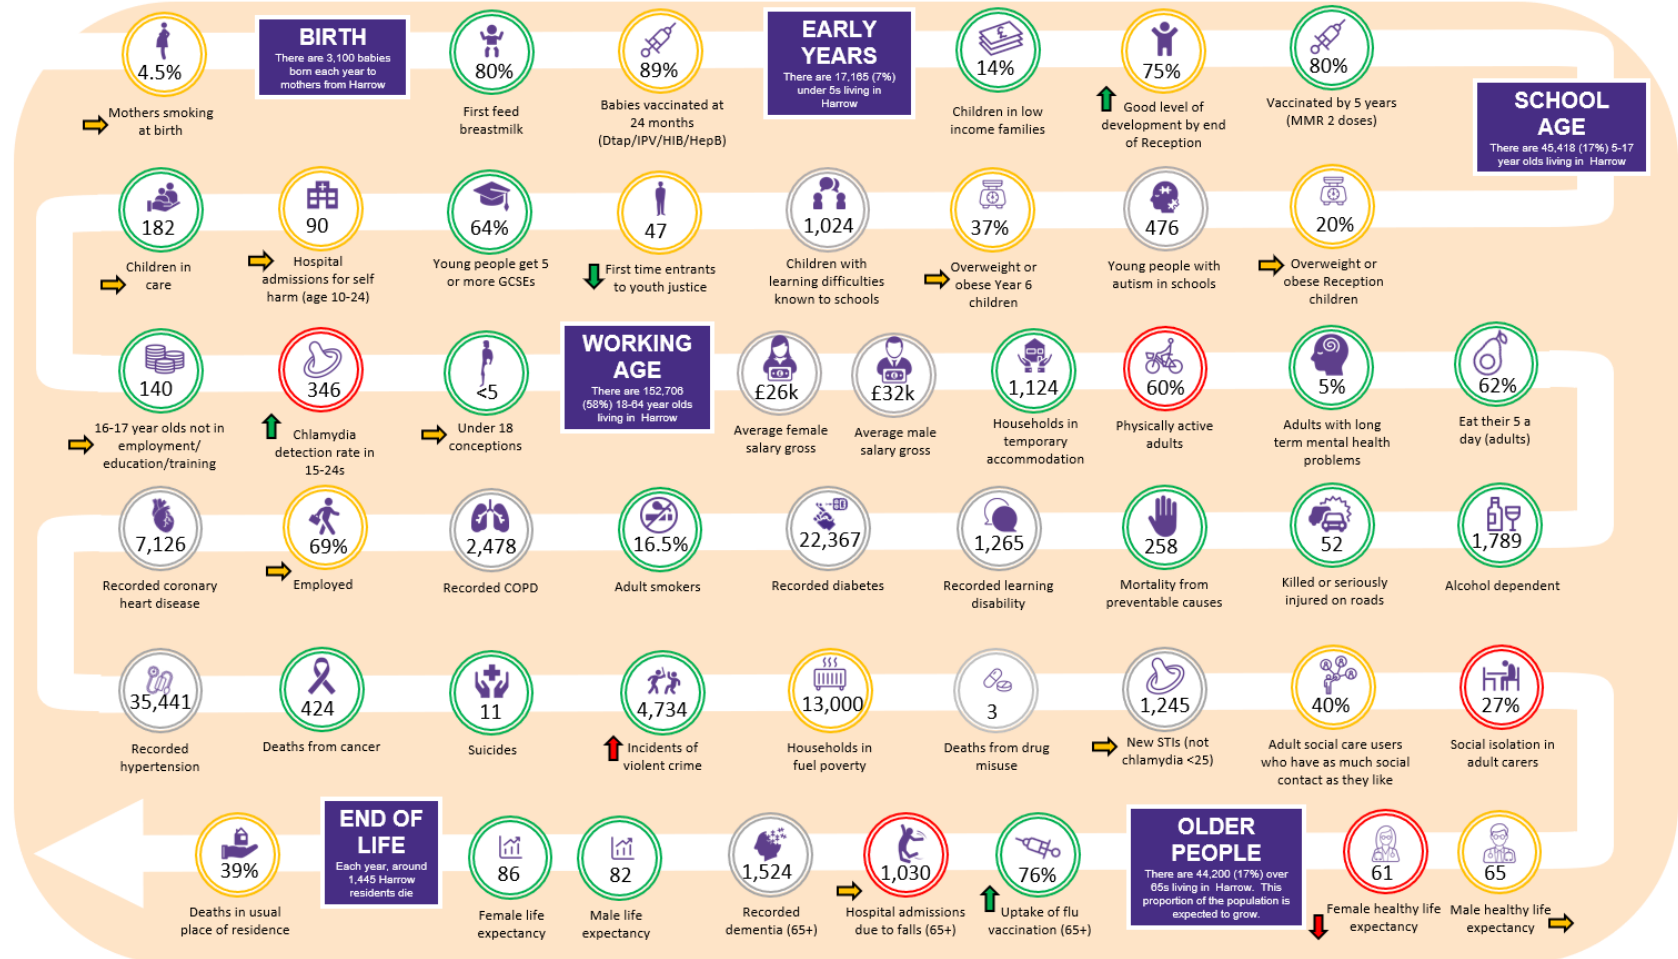 4.5%
Mothers smoking
at birth
BIRTH
There are 3,100 babies
born each year to
mothers from Harrow
80%
First feed
breastmilk
89%
Babies vaccinated at
24 months
(Dtap/IPV/HIB/HepB)
EARLY
YEARS
There are 17,165 (7%)
under 5s living in
Harrow
£
14%
Children in low
income families
75%
Good level of
development by end
of Reception
80%
Vaccinated by 5 years
(MMR 2 doses)
SCHOOL
AGE
There are 45,418 (17%) 5-17
year olds living in Harrow
182
Children in
care
90
Hospital
admissions for self
harm (age 10-24)
64%
Young people get 5
or more GCSEs
47
First time entrants
to youth justice
1,024
Children with
learning difficulties
known to schools
37%
Overweight or
obese Year 6
children
476
Young people with
autism in schools
20%
Overweight or
obese Reception
children
140
16-17 year olds not in
employment/
education/training
346
Chlamydia
detection rate in
15-24s
<5
Under 18
conceptions
WORKING
AGE
There are 152,706
(58%) 18-64 year olds
living in Harrow
£26k
Average female
salary gross
£32k
Average male
salary gross
1,124
Households in
temporary
accommodation
60%
Physically active
adults
5%
Adults with long
term mental health
problems
62%
Eat their 5 a
day (adults)
7,126
Recorded coronary
heart disease
69%
Employed
2,478
Recorded COPD
16.5%
Adult smokers
22,367
Recorded diabetes
1,265
Recorded learning
disability
258
Mortality from
preventable causes
52
Killed or seriously
injured on roads
1,789
Alcohol dependent
35,441
Recorded
hypertension
424
Deaths from cancer
11
Suicides
4,734
Incidents of
violent crime
13,000
Households in
fuel poverty
3
Deaths from drug
misuse
1,245
New STIs (not
chlamydia <25)
40%
Adult social care users
who have as much social
contact as they like
27%
Social isolation in
adult carers
39%
Deaths in usual
place of residence
END OF
LIFE
Each year, around
1,445 Harrow
residents die
86
Female life
expectancy
82
Male life
expectancy
1,524
Recorded
dementia (65+)
1,030
Hospital admissions
due to falls (65+)
76%
Uptake of flu
vaccination (65+)
OLDER
PEOPLE
There are 44,200 (17%) over
65s living in Harrow. This
proportion of the population is
expected to grow.
61
Female healthy life
expectancy
65
Male healthy life
expectancy